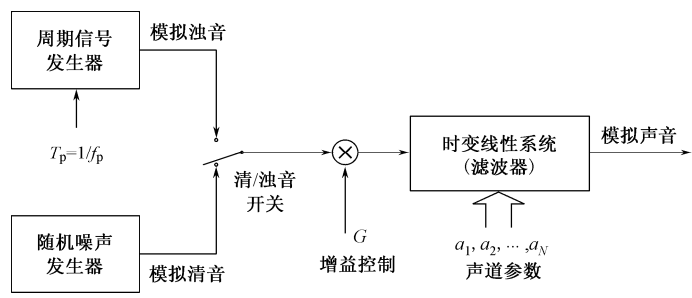 周期信号
发生器
模拟浊音
Tp=1/fp
清/浊音
开关
随机噪声
发生器
模拟清音
G
增益控制
时变线性系统
(滤波器)
模拟声音
a1, a2, ··· ,aN
声道参数